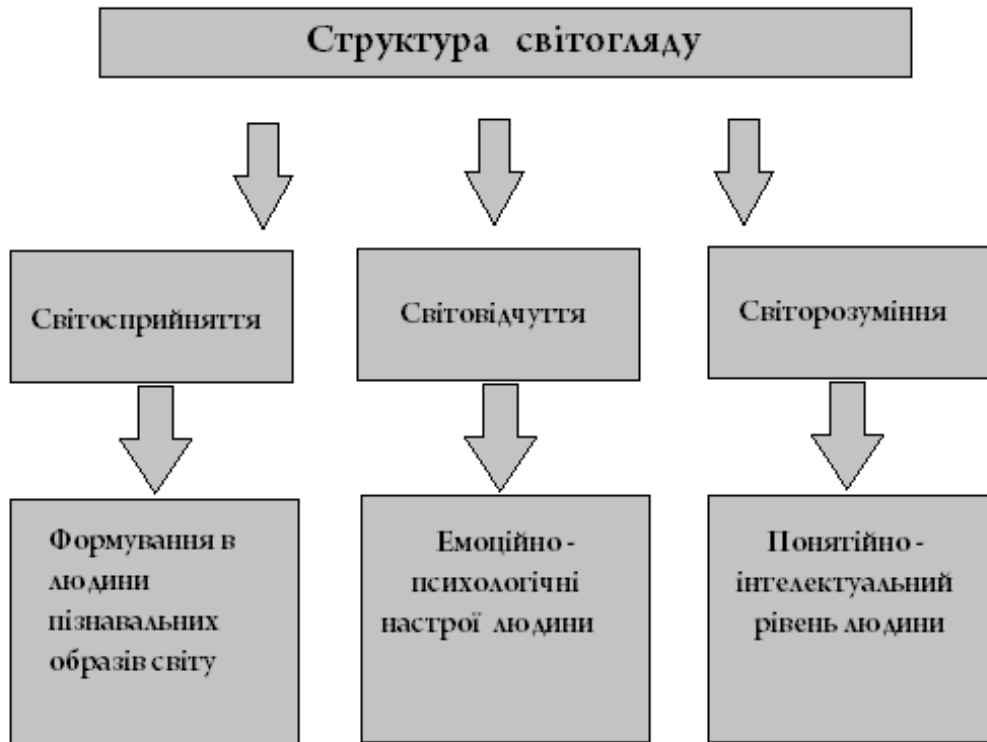 Структура світогляду
Світосприйняття
Світовідчуття
Світорозуміння
Формування в
людини
пізнавальних
образів світу
Емоційно -
психологічні
настрої людини
Понятійно -
інтелектуальний
рівень людини